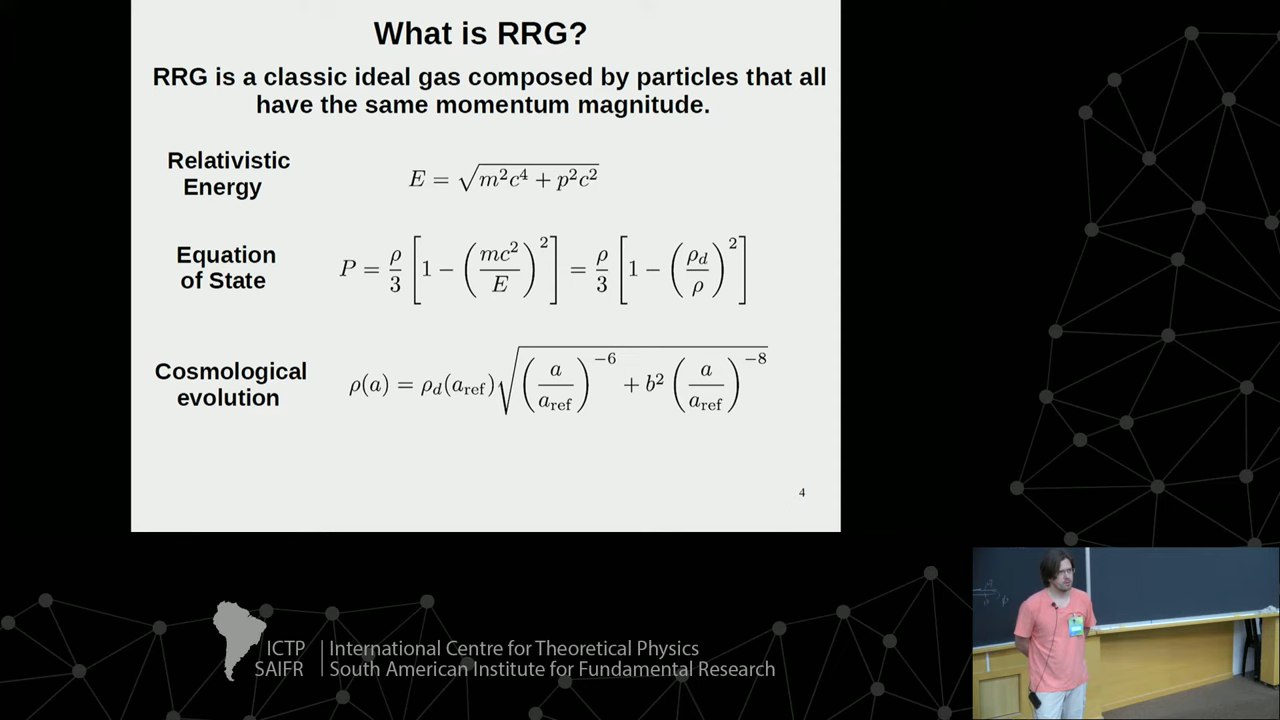 What is RRG?
RRG is a classic ideal gas composed by particles that all
have the same momentum magnitude.
Relativistic
Energy
E = √(m²c⁴ + p²c²)
Equation
of State
P = ρ/3 [1 − (mc²/E)²] = ρ/3 [1 − (ρ_d/ρ)²]
Cosmological
evolution
ρ(a) = ρ_d(a_ref) √((a/a_ref)⁻⁶ + b² (a/a_ref)⁻⁸)
4
ICTP
SAIFR
International Centre for Theoretical Physics
South American Institute for Fundamental Research